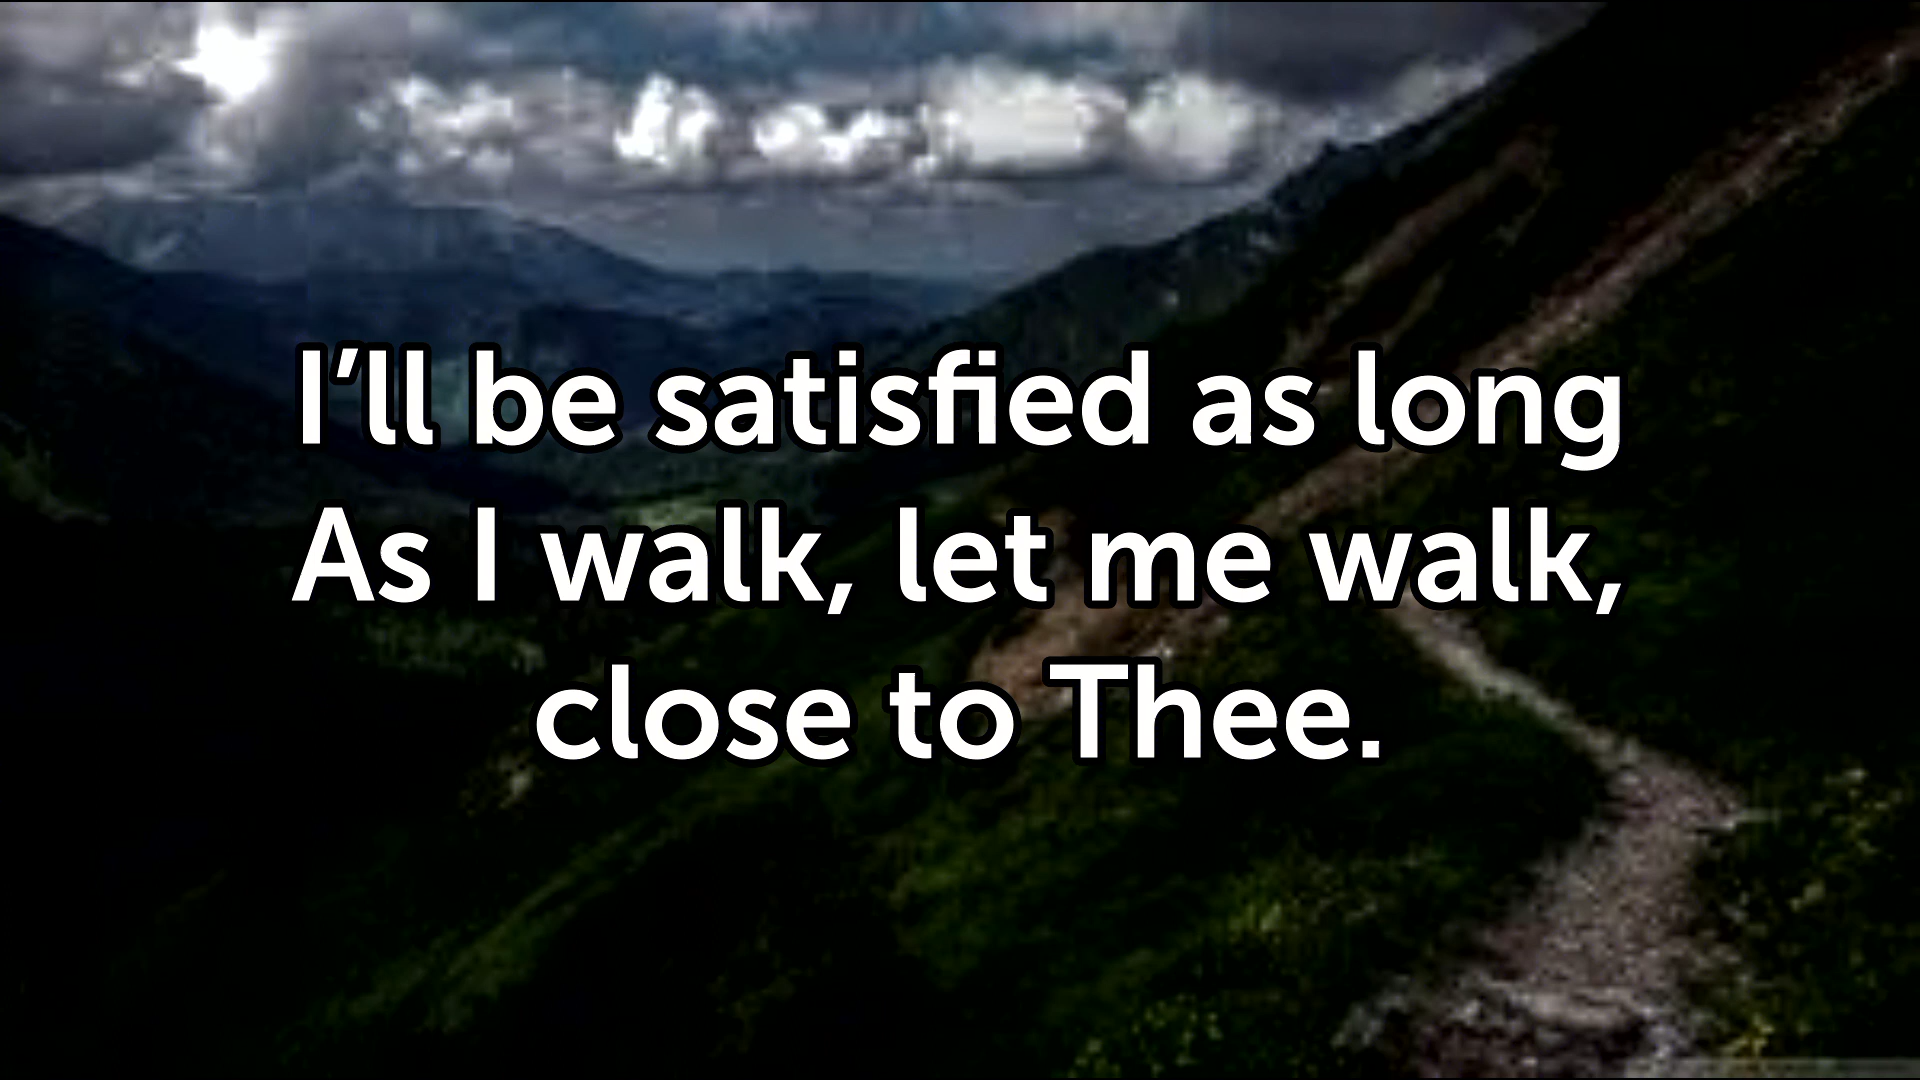 I’ll be satisfied as long
As I walk, let me walk,
close to Thee.